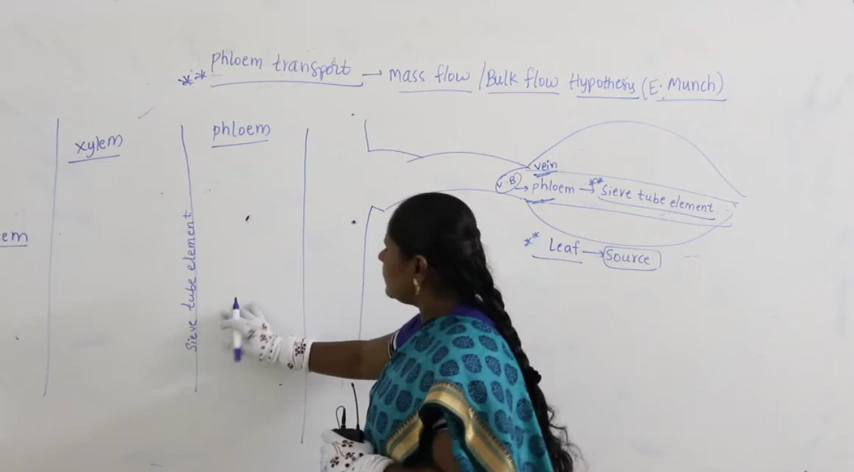 ** Phloem transport → Mass flow / Bulk flow Hypothesis (E. Munch)
xylem
phloem
em
Sieve tube element
vein
V.B → phloem → ** Sieve tube element
** Leaf → Source